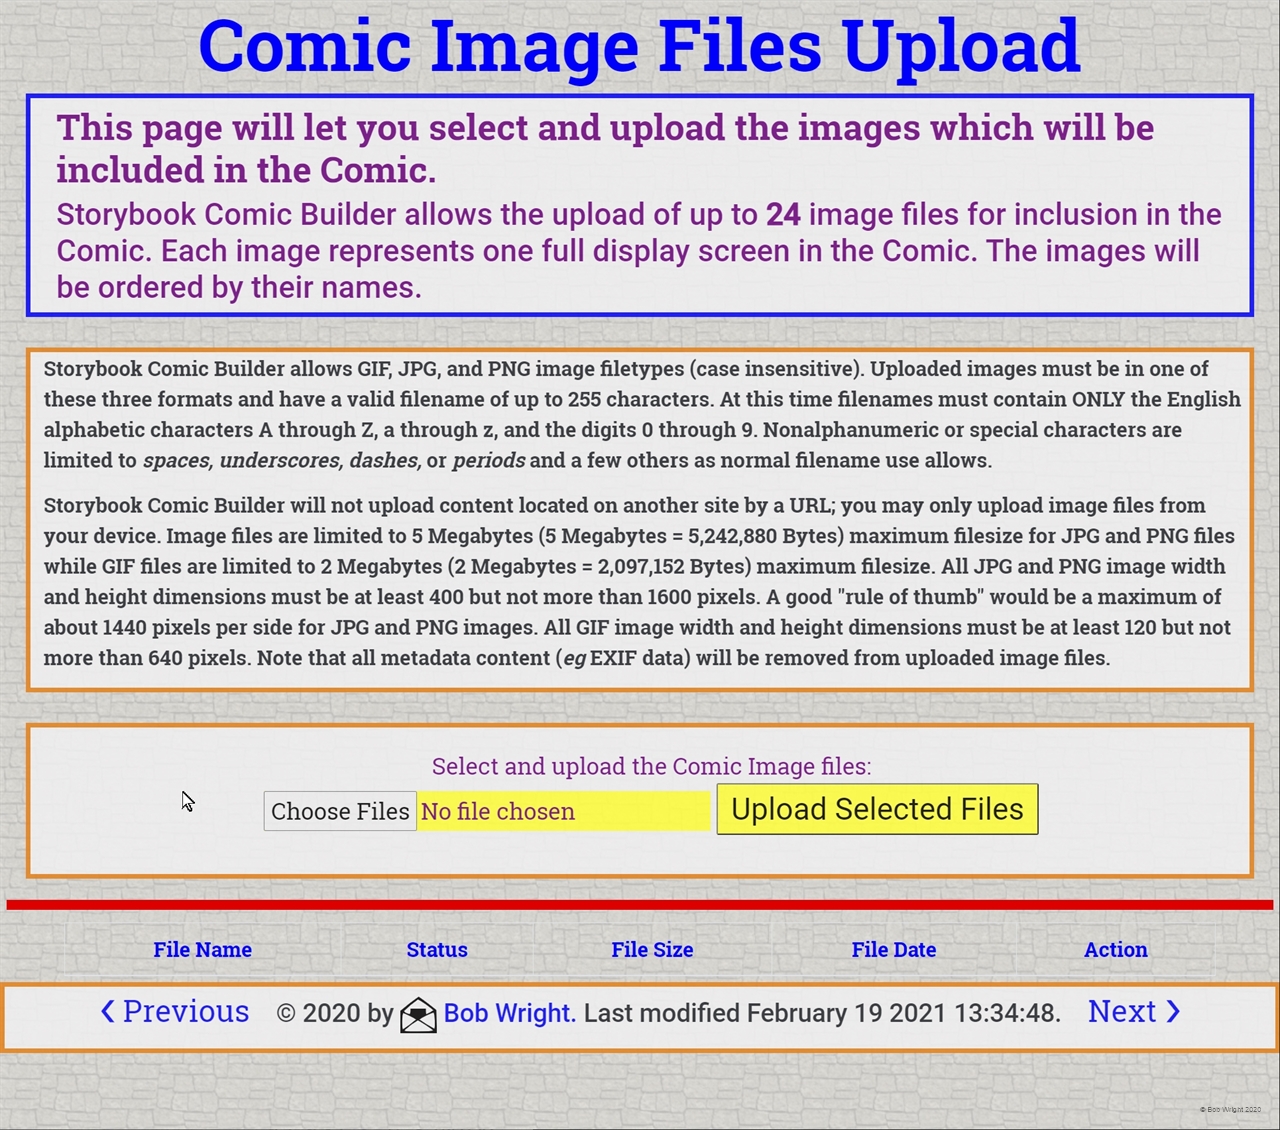 Comic Image Files Upload
This page will let you select and upload the images which will be
included in the Comic.
Storybook Comic Builder allows the upload of up to 24 image files for inclusion in the
Comic. Each image represents one full display screen in the Comic. The images will
be ordered by their names.
Storybook Comic Builder allows GIF, JPG, and PNG image filetypes (case insensitive). Uploaded images must be in one of
these three formats and have a valid filename of up to 255 characters. At this time filenames must contain ONLY the English
alphabetic characters A through Z, a through z, and the digits 0 through 9. Nonalphanumeric or special characters are
limited to spaces, underscores, dashes, or periods and a few others as normal filename use allows.
Storybook Comic Builder will not upload content located on another site by a URL; you may only upload image files from
your device. Image files are limited to 5 Megabytes (5 Megabytes = 5,242,880 Bytes) maximum filesize for JPG and PNG files
while GIF files are limited to 2 Megabytes (2 Megabytes = 2,097,152 Bytes) maximum filesize. All JPG and PNG image width
and height dimensions must be at least 400 but not more than 1600 pixels. A good "rule of thumb" would be a maximum of
about 1440 pixels per side for JPG and PNG images. All GIF image width and height dimensions must be at least 120 but not
more than 640 pixels. Note that all metadata content (eg EXIF data) will be removed from uploaded image files.
Select and upload the Comic Image files:
Choose Files No file chosen Upload Selected Files
File Name Status File Size File Date Action
❮ Previous © 2020 by Bob Wright. Last modified February 19 2021 13:34:48. Next ❯
© Bob Wright 2020